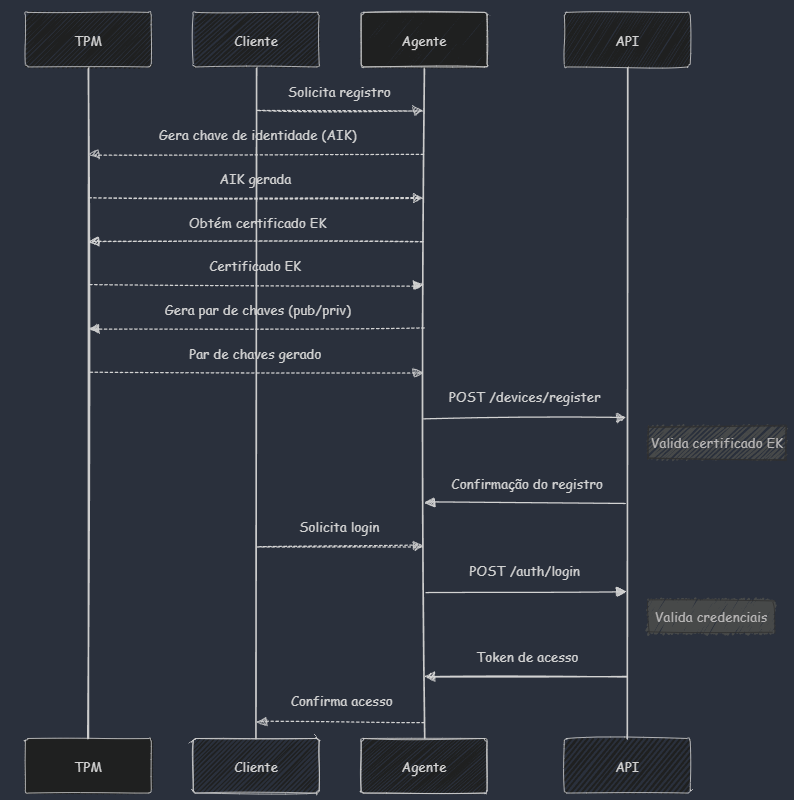 TPM
Cliente
Agente
API
Solicita registro
Gera chave de identidade (AIK)
AIK gerada
Obtém certificado EK
Certificado EK
Gera par de chaves (pub/priv)
Par de chaves gerado
POST /devices/register
Valida certificado EK
Confirmação do registro
Solicita login
POST /auth/login
Valida credenciais
Token de acesso
Confirma acesso
TPM
Cliente
Agente
API